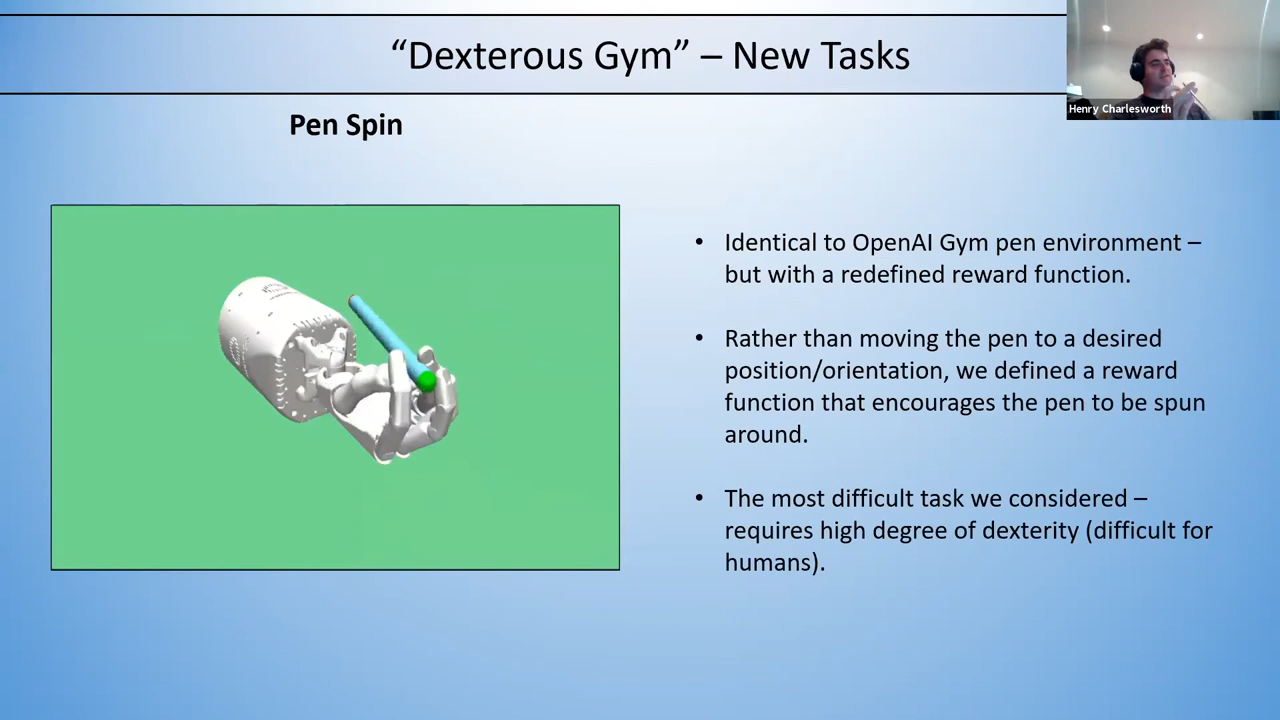 “Dexterous Gym” – New Tasks
Henry Charlesworth
Pen Spin
• Identical to OpenAI Gym pen environment –
but with a redefined reward function.
• Rather than moving the pen to a desired
position/orientation, we defined a reward
function that encourages the pen to be spun
around.
• The most difficult task we considered –
requires high degree of dexterity (difficult for
humans).